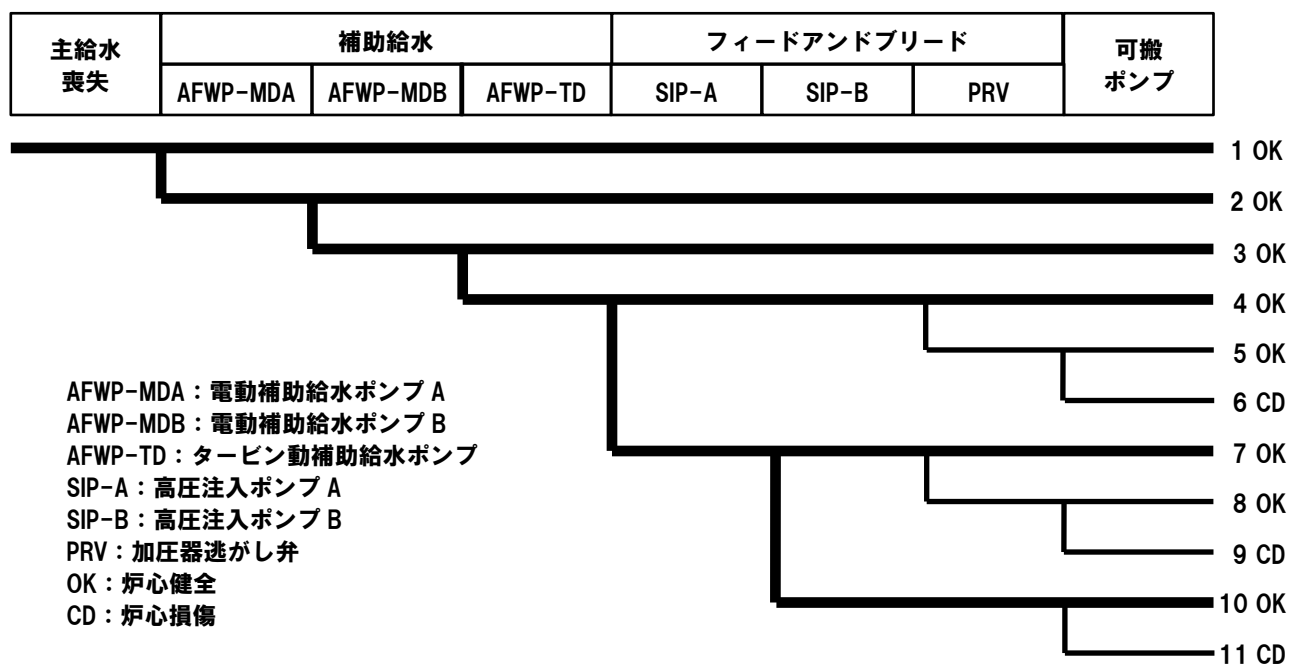 主給水
喪失
補助給水
フィードアンドブリード
可搬
ポンプ
AFWP-MDA
AFWP-MDB
AFWP-TD
SIP-A
SIP-B
PRV
1 OK
2 OK
3 OK
4 OK
5 OK
6 CD
7 OK
8 OK
9 CD
10 OK
11 CD
AFWP-MDA：電動補助給水ポンプ A
AFWP-MDB：電動補助給水ポンプ B
AFWP-TD：タービン動補助給水ポンプ
SIP-A：高圧注入ポンプ A
SIP-B：高圧注入ポンプ B
PRV：加圧器逃がし弁
OK：炉心健全
CD：炉心損傷